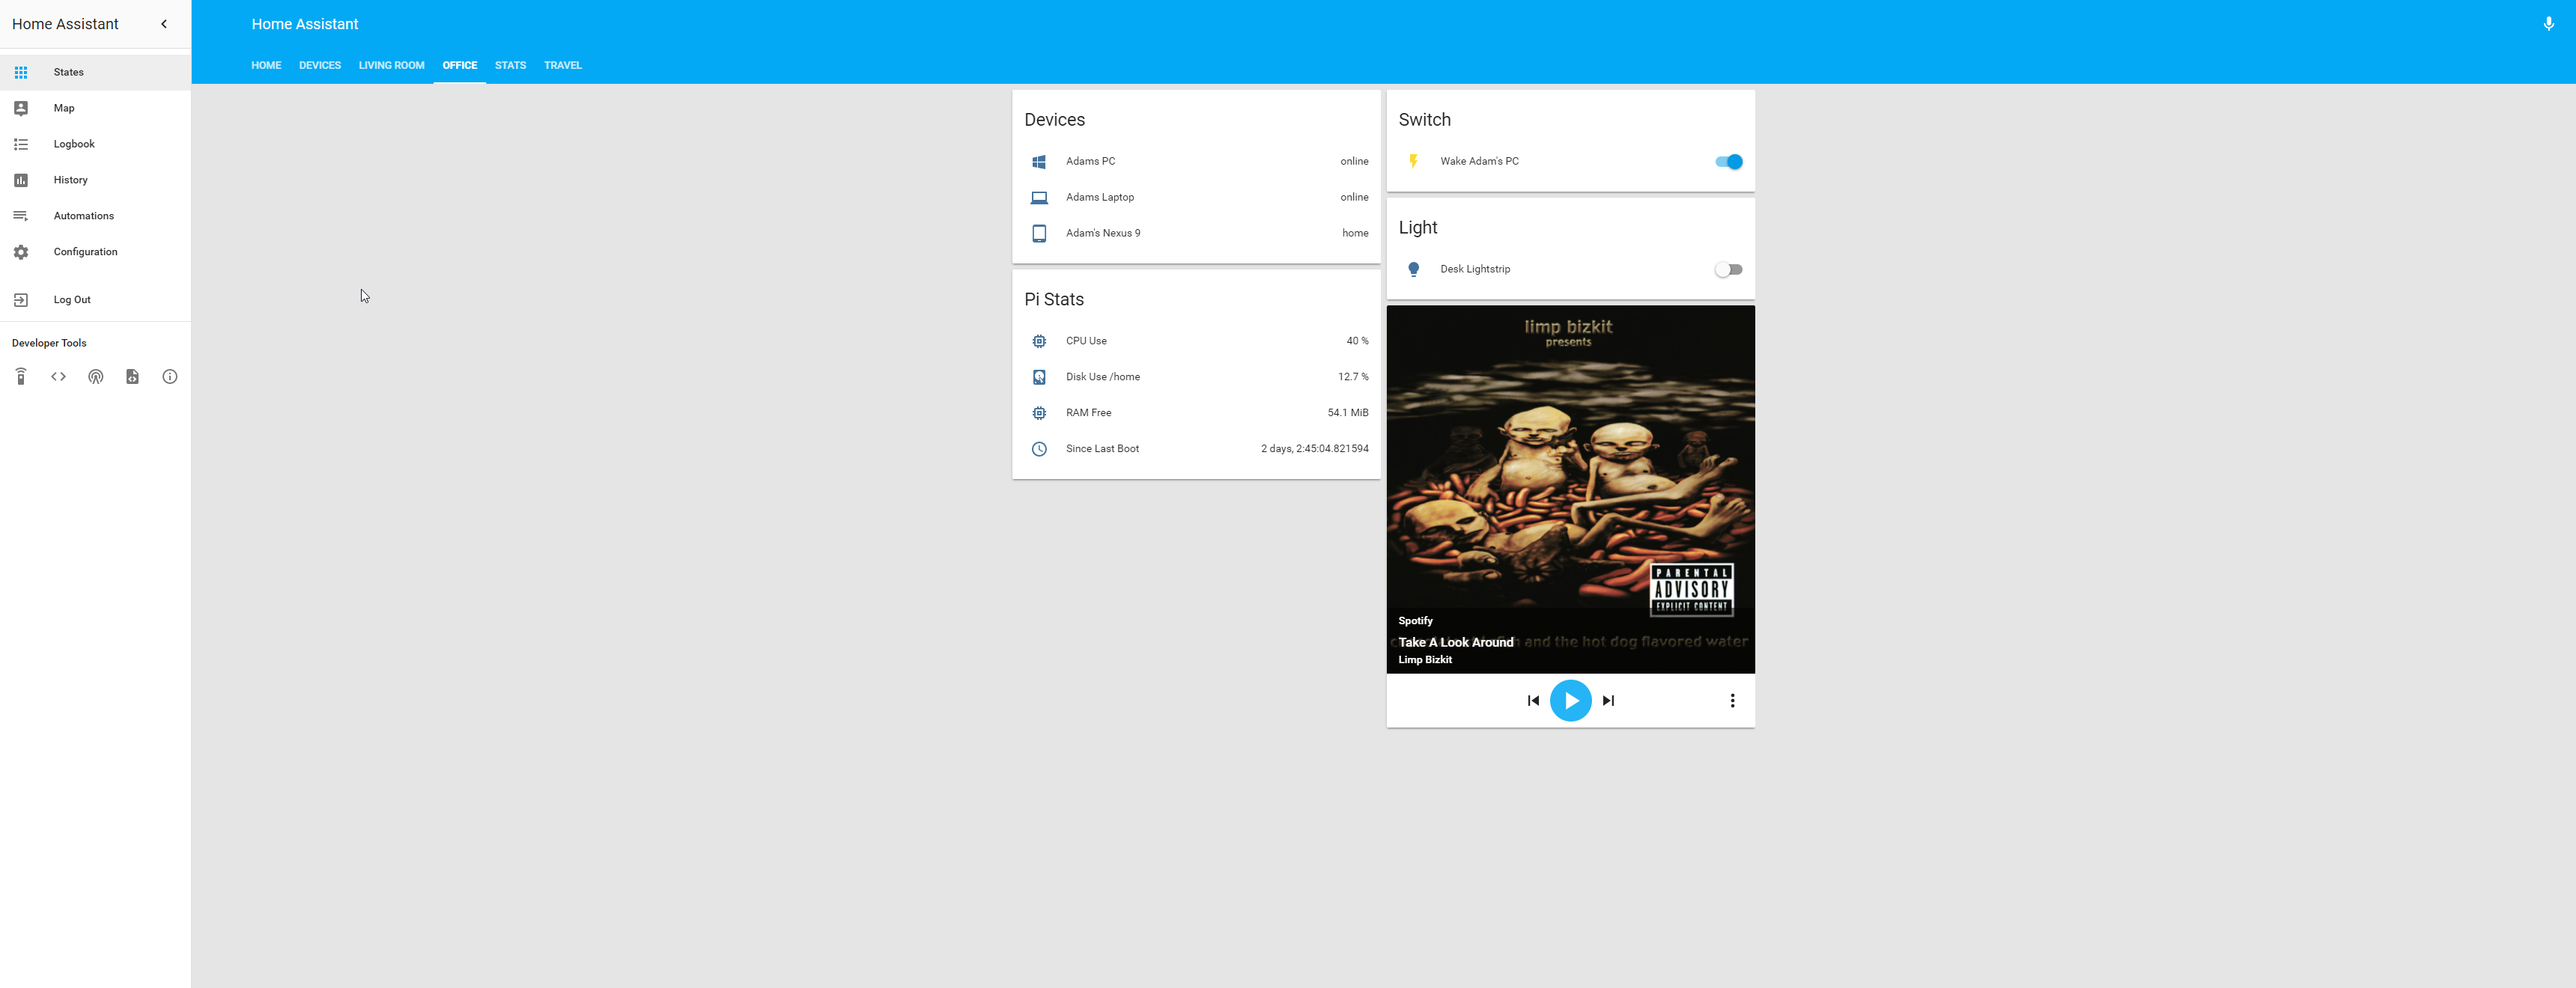 Home Assistant
States
Map
Logbook
History
Automations
Configuration
Log Out
Developer Tools
Home Assistant
HOME DEVICES LIVING ROOM OFFICE STATS TRAVEL
Devices
Adams PC online
Adams Laptop online
Adam's Nexus 9 home
Pi Stats
CPU Use 40 %
Disk Use /home 12.7 %
RAM Free 54.1 MiB
Since Last Boot 2 days, 2:45:04.821594
Switch
Wake Adam's PC
Light
Desk Lightstrip
limp bizkit
presents
PARENTAL
ADVISORY
EXPLICIT CONTENT
Spotify
Take A Look Around
and the hot dog flavored water
Limp Bizkit